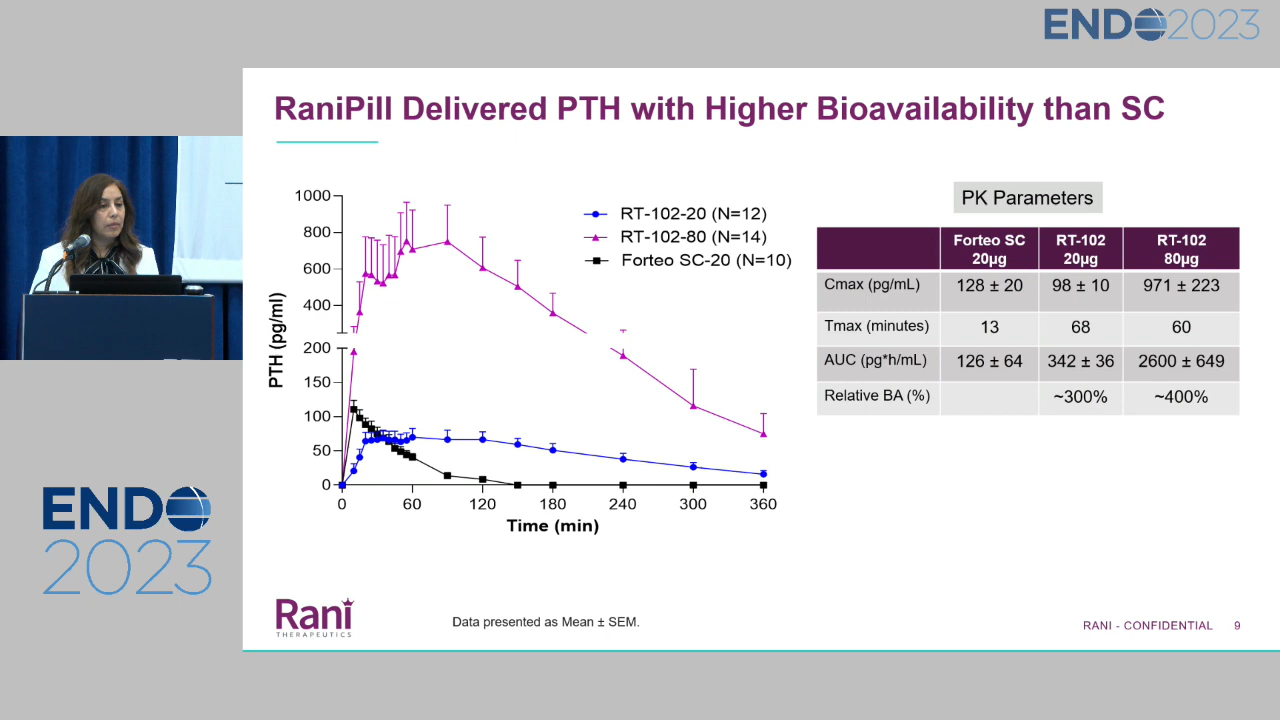 END 2023
RaniPill Delivered PTH with Higher Bioavailability than SC
PTH (pg/ml)
1000
800
600
400
200
150
100
50
0
0 60 120 180 240 300 360
Time (min)
RT-102-20 (N=12)
RT-102-80 (N=14)
Forteo SC-20 (N=10)
PK Parameters
Forteo SC 20µg RT-102 20µg RT-102 80µg
Cmax (pg/mL) 128 ± 20 98 ± 10 971 ± 223
Tmax (minutes) 13 68 60
AUC (pg*h/mL) 126 ± 64 342 ± 36 2600 ± 649
Relative BA (%) ~300% ~400%
ENDO
2023
Rani
THERAPEUTICS
Data presented as Mean ± SEM.
RANI - CONFIDENTIAL 9